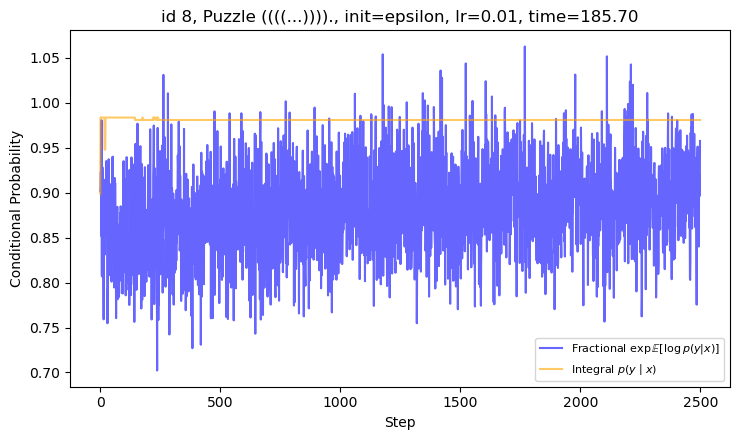 id 8, Puzzle ((((...))))., init=epsilon, lr=0.01, time=185.70
Conditional Probability
1.05
1.00
0.95
0.90
0.85
0.80
0.75
0.70
0
500
1000
1500
2000
2500
Step
Fractional exp𝔼[log p(y|x)]
Integral p(y | x)